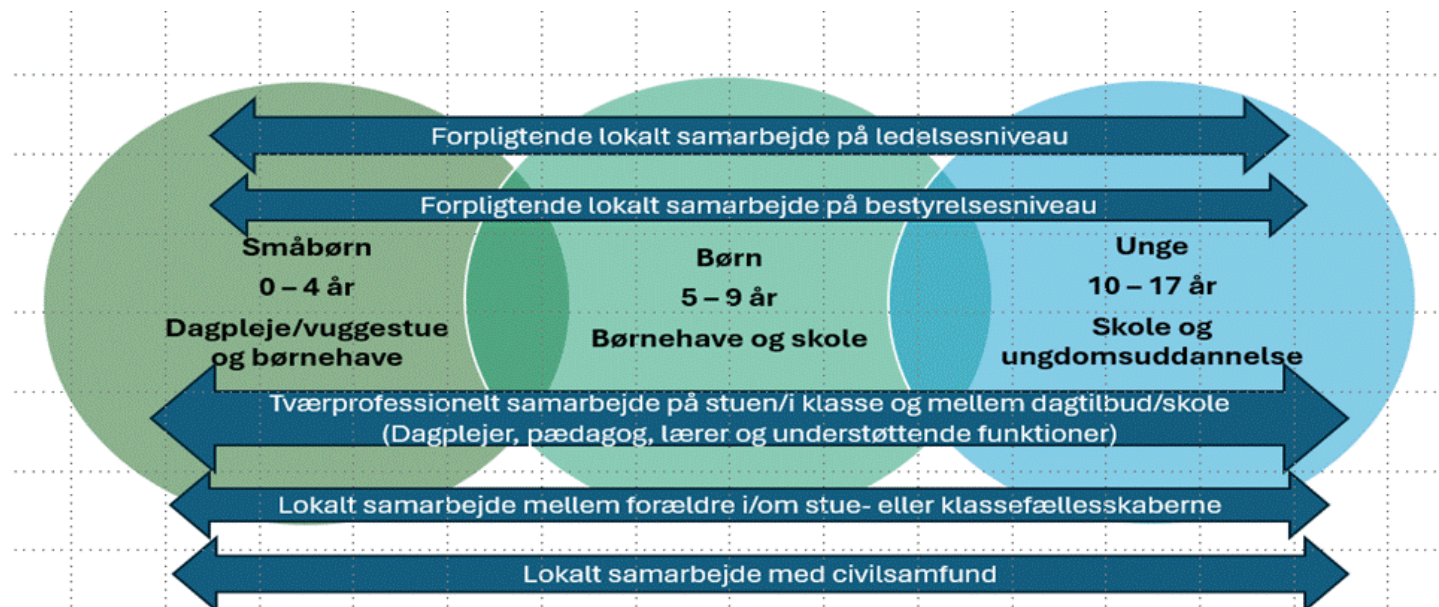 Forpligtende lokalt samarbejde på ledelsesniveau
Forpligtende lokalt samarbejde på bestyrelsesniveau
Småbørn
0 – 4 år
Dagpleje/vuggestue
og børnehave
Børn
5 – 9 år
Børnehave og skole
Unge
10 – 17 år
Skole og
ungdomsuddannelse
Tværprofessionelt samarbejde på stuen/i klasse og mellem dagtilbud/skole
(Dagplejer, pædagog, lærer og understøttende funktioner)
Lokalt samarbejde mellem forældre i/om stue- eller klassefællesskaberne
Lokalt samarbejde med civilsamfund